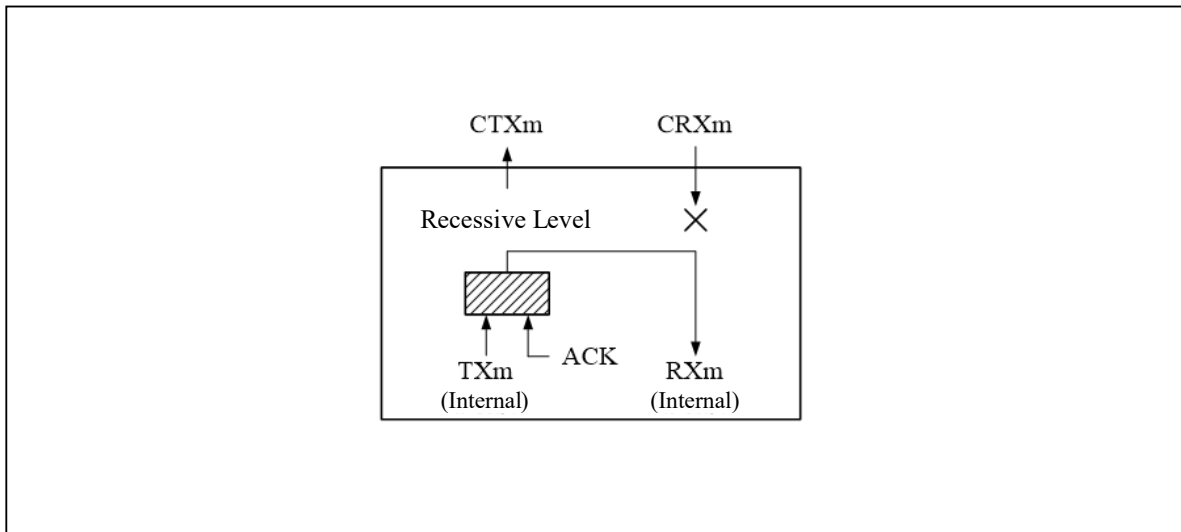 CTXm
CRXm
Recessive Level
ACK
TXm
(Internal)
RXm
(Internal)